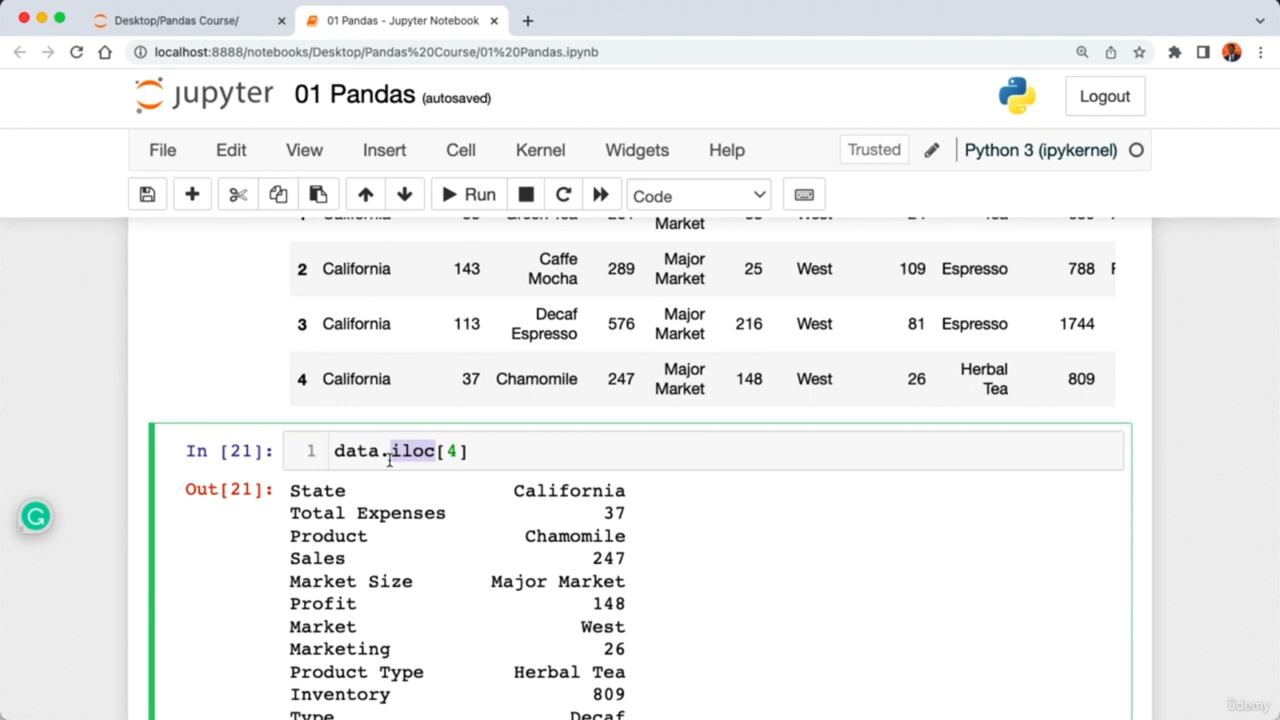 Desktop/Pandas Course/
01 Pandas - Jupyter Notebook
localhost:8888/notebooks/Desktop/Pandas%20Course/01%20Pandas.ipynb
jupyter 01 Pandas (autosaved)
Logout
File Edit View Insert Cell Kernel Widgets Help Trusted Python 3 (ipykernel)
Run Code
Market
2 California 143 Caffe Mocha 289 Major Market 25 West 109 Espresso 788
3 California 113 Decaf Espresso 576 Major Market 216 West 81 Espresso 1744
4 California 37 Chamomile 247 Major Market 148 West 26 Herbal Tea 809
In [21]: 1 data.iloc[4]
Out[21]: State California
Total Expenses 37
Product Chamomile
Sales 247
Market Size Major Market
Profit 148
Market West
Marketing 26
Product Type Herbal Tea
Inventory 809
Type Decaf
Udemy